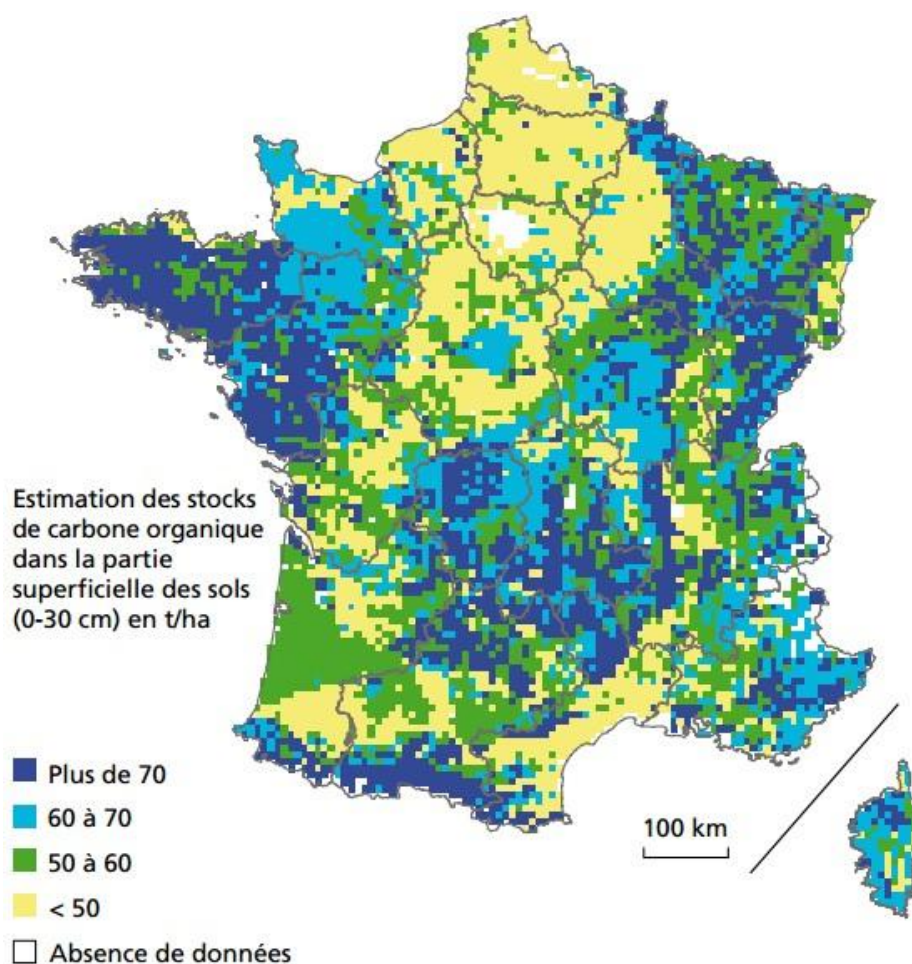 Estimation des stocks
de carbone organique
dans la partie
superficielle des sols
(0-30 cm) en t/ha
Plus de 70
60 à 70
50 à 60
< 50
Absence de données
100 km